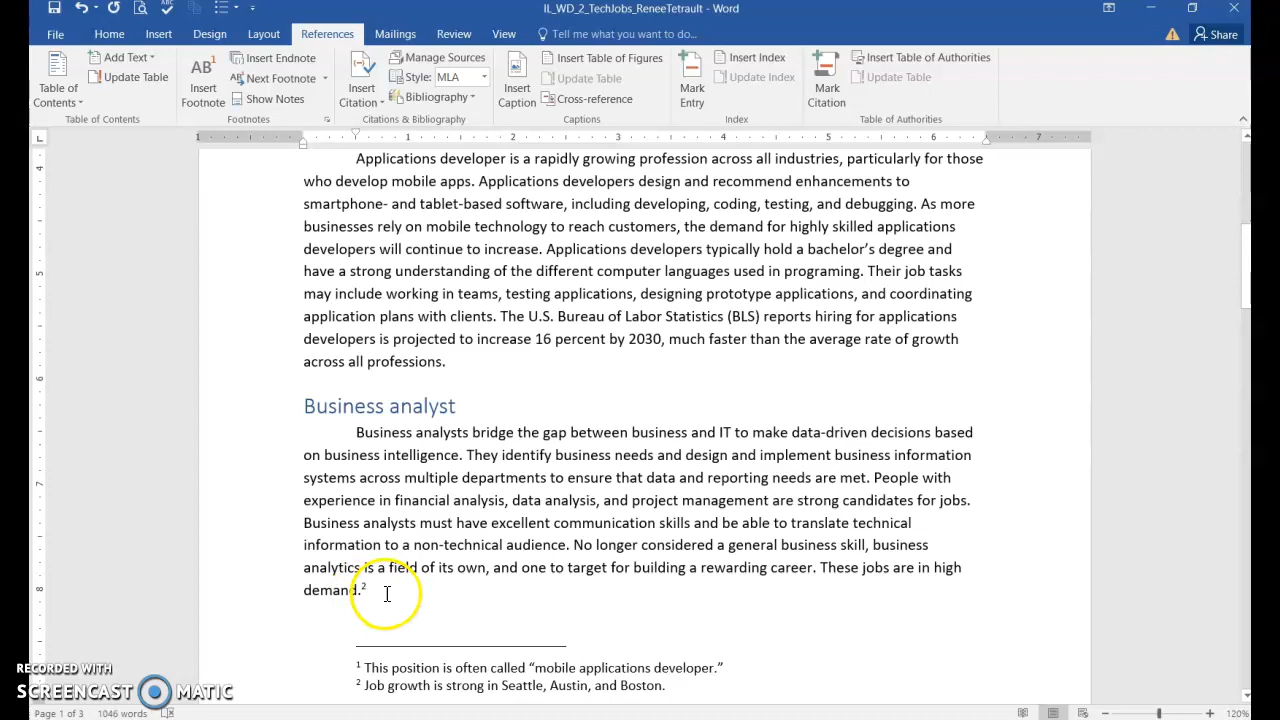 IL_WD_2_TechJobs_ReneeTetrault - Word
File Home Insert Design Layout References Mailings Review View Tell me what you want to do... Share
Table of Contents
Add Text
Update Table
Table of Contents
AB1
Insert Footnote
Insert Endnote
Next Footnote
Show Notes
Footnotes
Insert Citation
Manage Sources
Style: MLA
Bibliography
Citations & Bibliography
Insert Caption
Insert Table of Figures
Update Table
Cross-reference
Captions
Mark Entry
Insert Index
Update Index
Index
Mark Citation
Insert Table of Authorities
Update Table
Table of Authorities
1 1 2 3 4 5 6 7
4
5
6
7
8
Applications developer is a rapidly growing profession across all industries, particularly for those
who develop mobile apps. Applications developers design and recommend enhancements to
smartphone- and tablet-based software, including developing, coding, testing, and debugging. As more
businesses rely on mobile technology to reach customers, the demand for highly skilled applications
developers will continue to increase. Applications developers typically hold a bachelor’s degree and
have a strong understanding of the different computer languages used in programing. Their job tasks
may include working in teams, testing applications, designing prototype applications, and coordinating
application plans with clients. The U.S. Bureau of Labor Statistics (BLS) reports hiring for applications
developers is projected to increase 16 percent by 2030, much faster than the average rate of growth
across all professions.
Business analyst
Business analysts bridge the gap between business and IT to make data-driven decisions based
on business intelligence. They identify business needs and design and implement business information
systems across multiple departments to ensure that data and reporting needs are met. People with
experience in financial analysis, data analysis, and project management are strong candidates for jobs.
Business analysts must have excellent communication skills and be able to translate technical
information to a non-technical audience. No longer considered a general business skill, business
analytics is a field of its own, and one to target for building a rewarding career. These jobs are in high
demand.²
¹ This position is often called “mobile applications developer.”
² Job growth is strong in Seattle, Austin, and Boston.
RECORDED WITH
SCREENCAST MATIC
Page 1 of 3 1046 words 120%